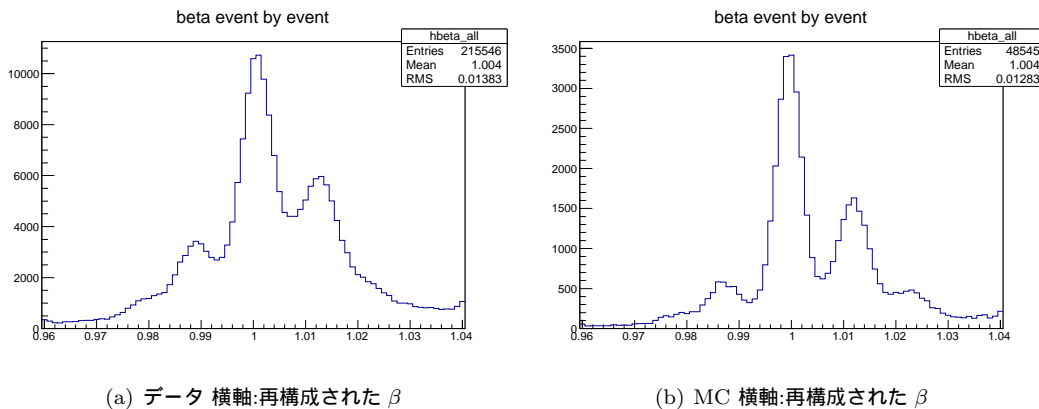 beta event by event
hbeta_all
Entries 215546
Mean 1.004
RMS 0.01383
10000
8000
6000
4000
2000
0
0.96 0.97 0.98 0.99 1 1.01 1.02 1.03 1.04
(a) データ 横軸:再構成された β
beta event by event
hbeta_all
Entries 48545
Mean 1.004
RMS 0.01283
3500
3000
2500
2000
1500
1000
500
0
0.96 0.97 0.98 0.99 1 1.01 1.02 1.03 1.04
(b) MC 横軸:再構成された β